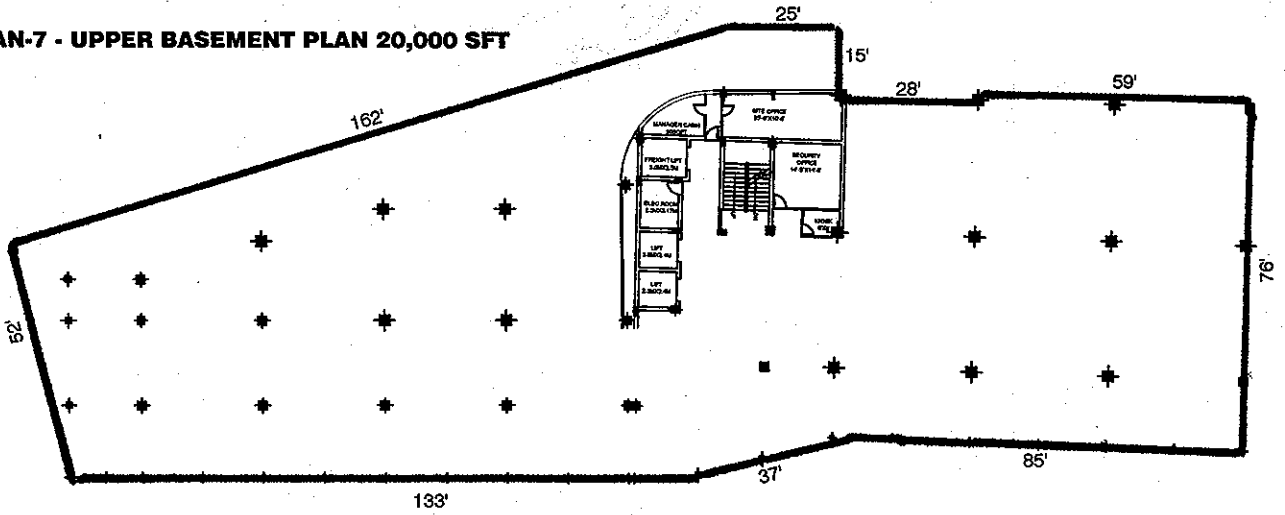 25'
AN-7 - UPPER BASEMENT PLAN 20,000 SFT
15'
59'
28'
162'
SITE OFFICE
MANAGER CABIN
SECURITY
OFFICE
FREIGHT LIFT
ELEC ROOM
LIFT
LIFT
76'
52'
85'
37'
133'